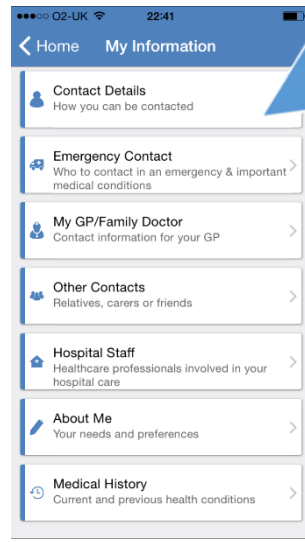 O2-UK 22:41
Home My Information
Contact Details
How you can be contacted
Emergency Contact
Who to contact in an emergency & important
medical conditions
My GP/Family Doctor
Contact information for your GP
Other Contacts
Relatives, carers or friends
Hospital Staff
Healthcare professionals involved in your
hospital care
About Me
Your needs and preferences
Medical History
Current and previous health conditions